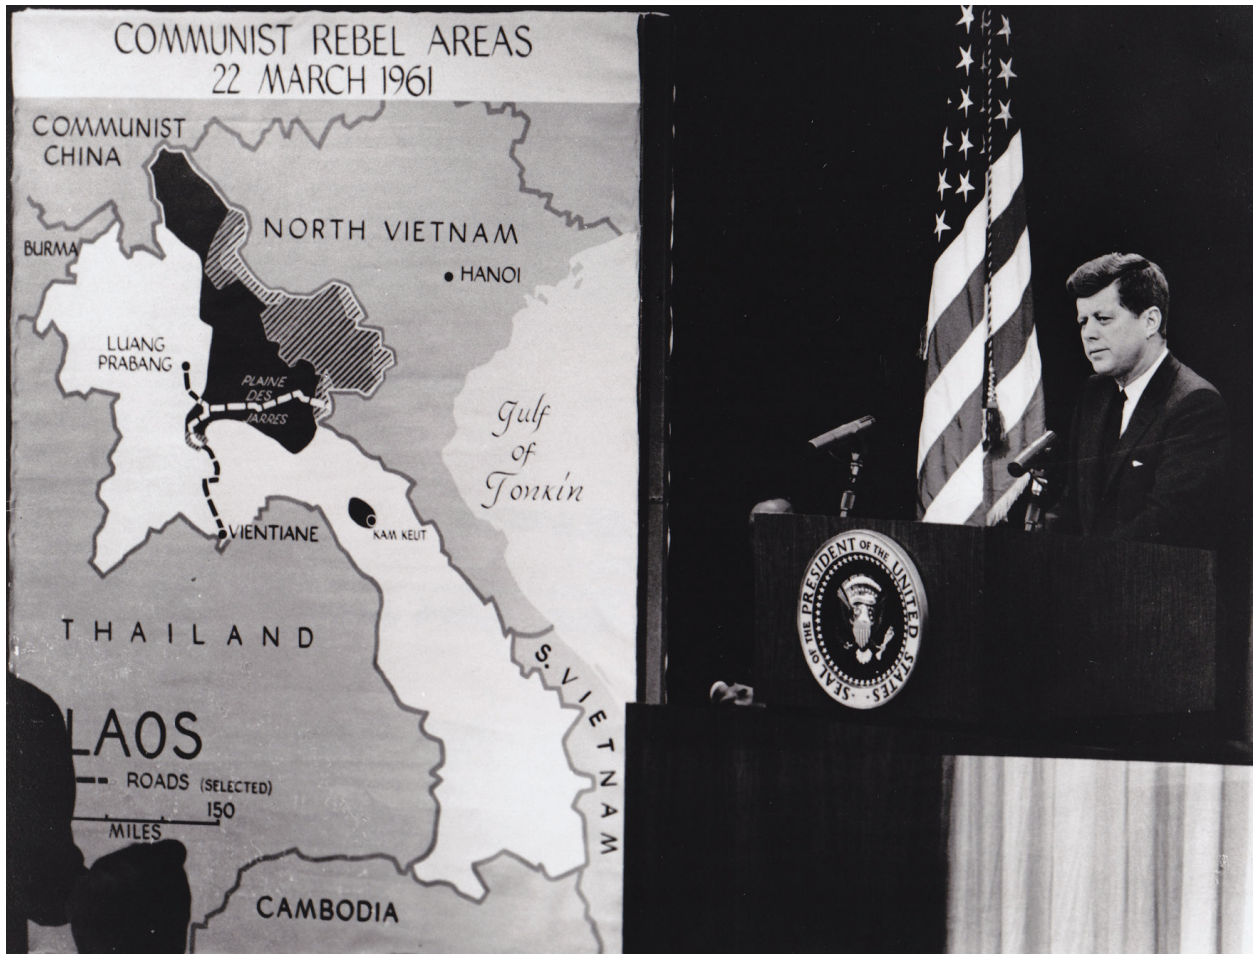 COMMUNIST REBEL AREAS
22 MARCH 1961
COMMUNIST
CHINA
BURMA
NORTH VIETNAM
HANOI
LUANG
PRABANG
PLAINE
DES
JARRES
Gulf
of
Tonkin
VIENTIANE
KAM KEUT
THAILAND
S. VIETNAM
LAOS
ROADS (SELECTED)
150
MILES
CAMBODIA
SEAL OF THE PRESIDENT OF THE UNITED STATES